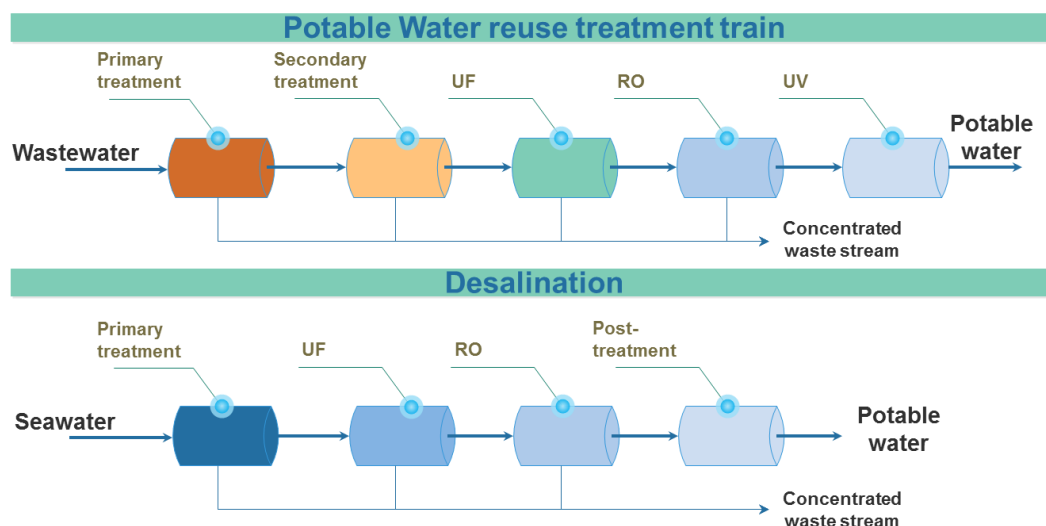 Potable Water reuse treatment train
Primary
treatment
Secondary
treatment
UF
RO
UV
Wastewater
Potable
water
Concentrated
waste stream
Desalination
Primary
treatment
UF
RO
Post-
treatment
Seawater
Potable
water
Concentrated
waste stream